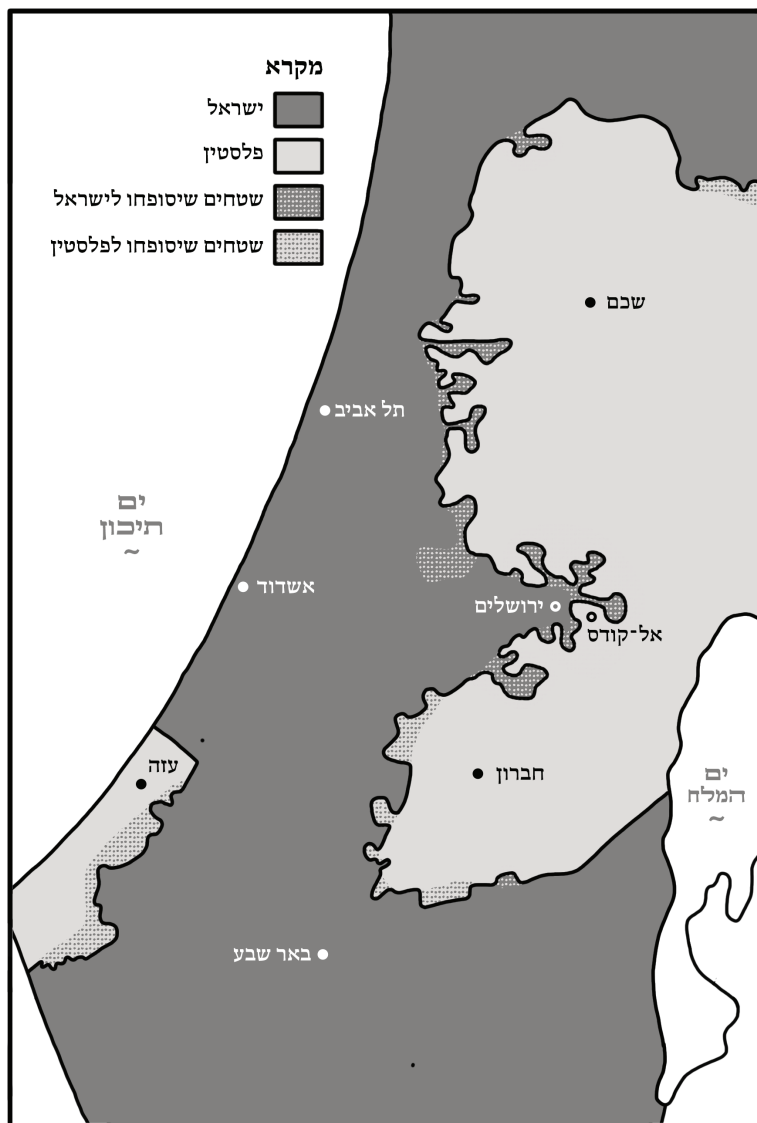 מקרא
ישראל
פלסטין
שטחים שיסופחו לישראל
שטחים שיסופחו לפלסטין
שכם
תל אביב
ים
תיכון
אשדוד
ירושלים
אל־קודס
עזה
חברון
ים
המלח
באר שבע